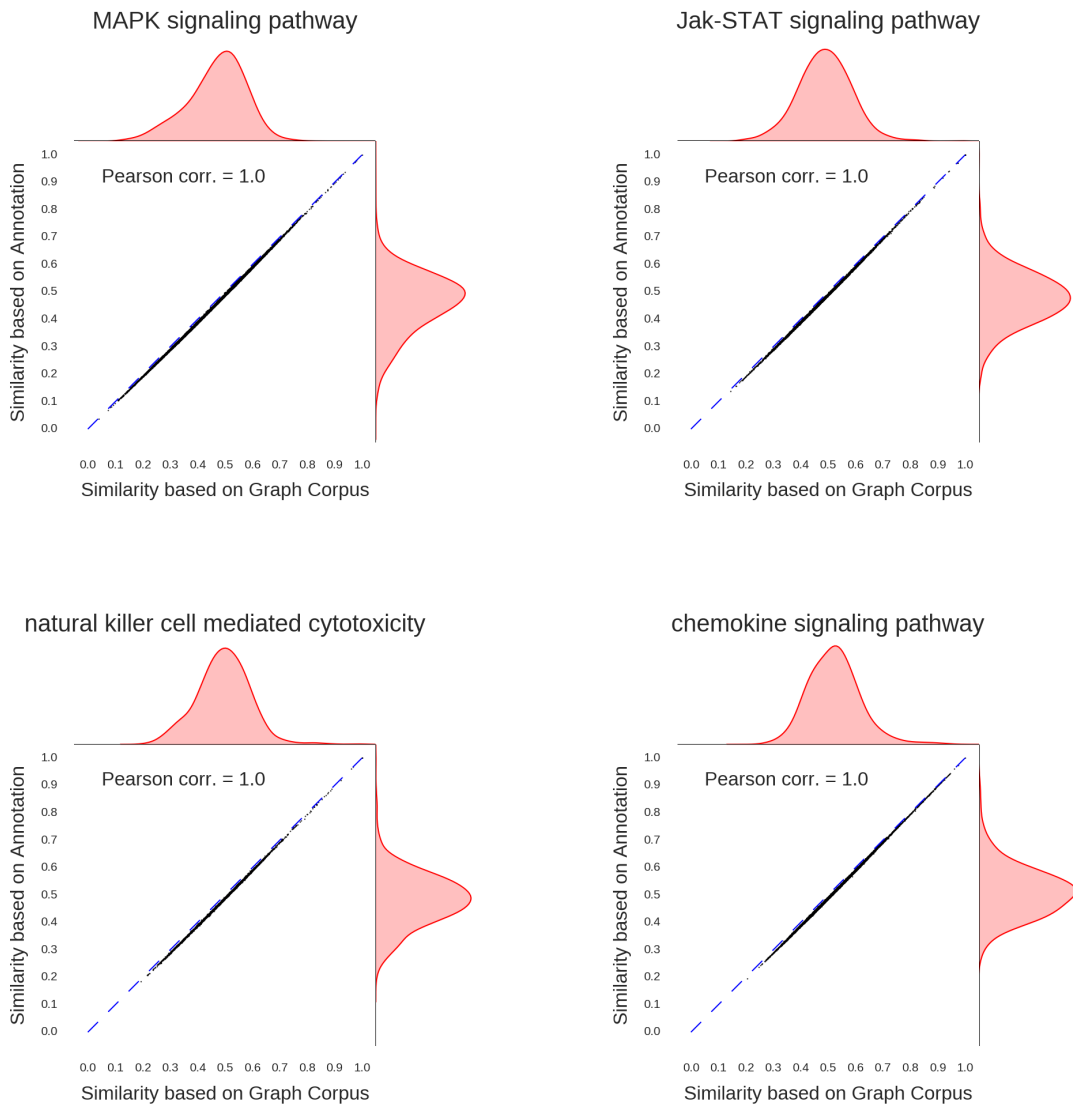 MAPK signaling pathway
Pearson corr. = 1.0
Similarity based on Annotation
1.0
0.9
0.8
0.7
0.6
0.5
0.4
0.3
0.2
0.1
0.0
0.0 0.1 0.2 0.3 0.4 0.5 0.6 0.7 0.8 0.9 1.0
Similarity based on Graph Corpus
Jak-STAT signaling pathway
Pearson corr. = 1.0
Similarity based on Annotation
1.0
0.9
0.8
0.7
0.6
0.5
0.4
0.3
0.2
0.1
0.0
0.0 0.1 0.2 0.3 0.4 0.5 0.6 0.7 0.8 0.9 1.0
Similarity based on Graph Corpus
natural killer cell mediated cytotoxicity
Pearson corr. = 1.0
Similarity based on Annotation
1.0
0.9
0.8
0.7
0.6
0.5
0.4
0.3
0.2
0.1
0.0
0.0 0.1 0.2 0.3 0.4 0.5 0.6 0.7 0.8 0.9 1.0
Similarity based on Graph Corpus
chemokine signaling pathway
Pearson corr. = 1.0
Similarity based on Annotation
1.0
0.9
0.8
0.7
0.6
0.5
0.4
0.3
0.2
0.1
0.0
0.0 0.1 0.2 0.3 0.4 0.5 0.6 0.7 0.8 0.9 1.0
Similarity based on Graph Corpus